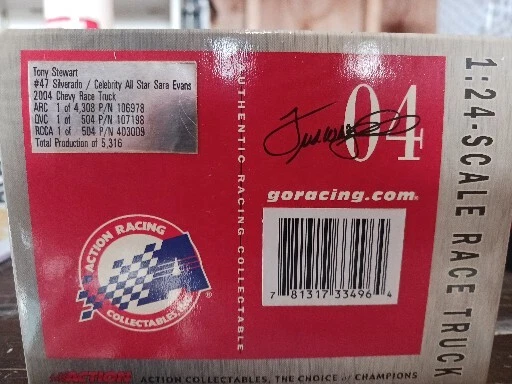 Tony Stewart
#47 Silverado / Celebrity All Star Sara Evans
2004 Chevy Race Truck
ARC 1 of 4,308 P/N 106978
QVC 1 of 504 P/N 107198
RCCA 1 of 504 P/N 403009
Total Production of 5,316
AUTHENTIC RACING COLLECTABLE
04
goracing.com
7 81317 33496 4
ACTION RACING
COLLECTABLES, INC.
1:24-SCALE RACE TRUCK
ACTION
ACTION COLLECTABLES, THE CHOICE of CHAMPIONS